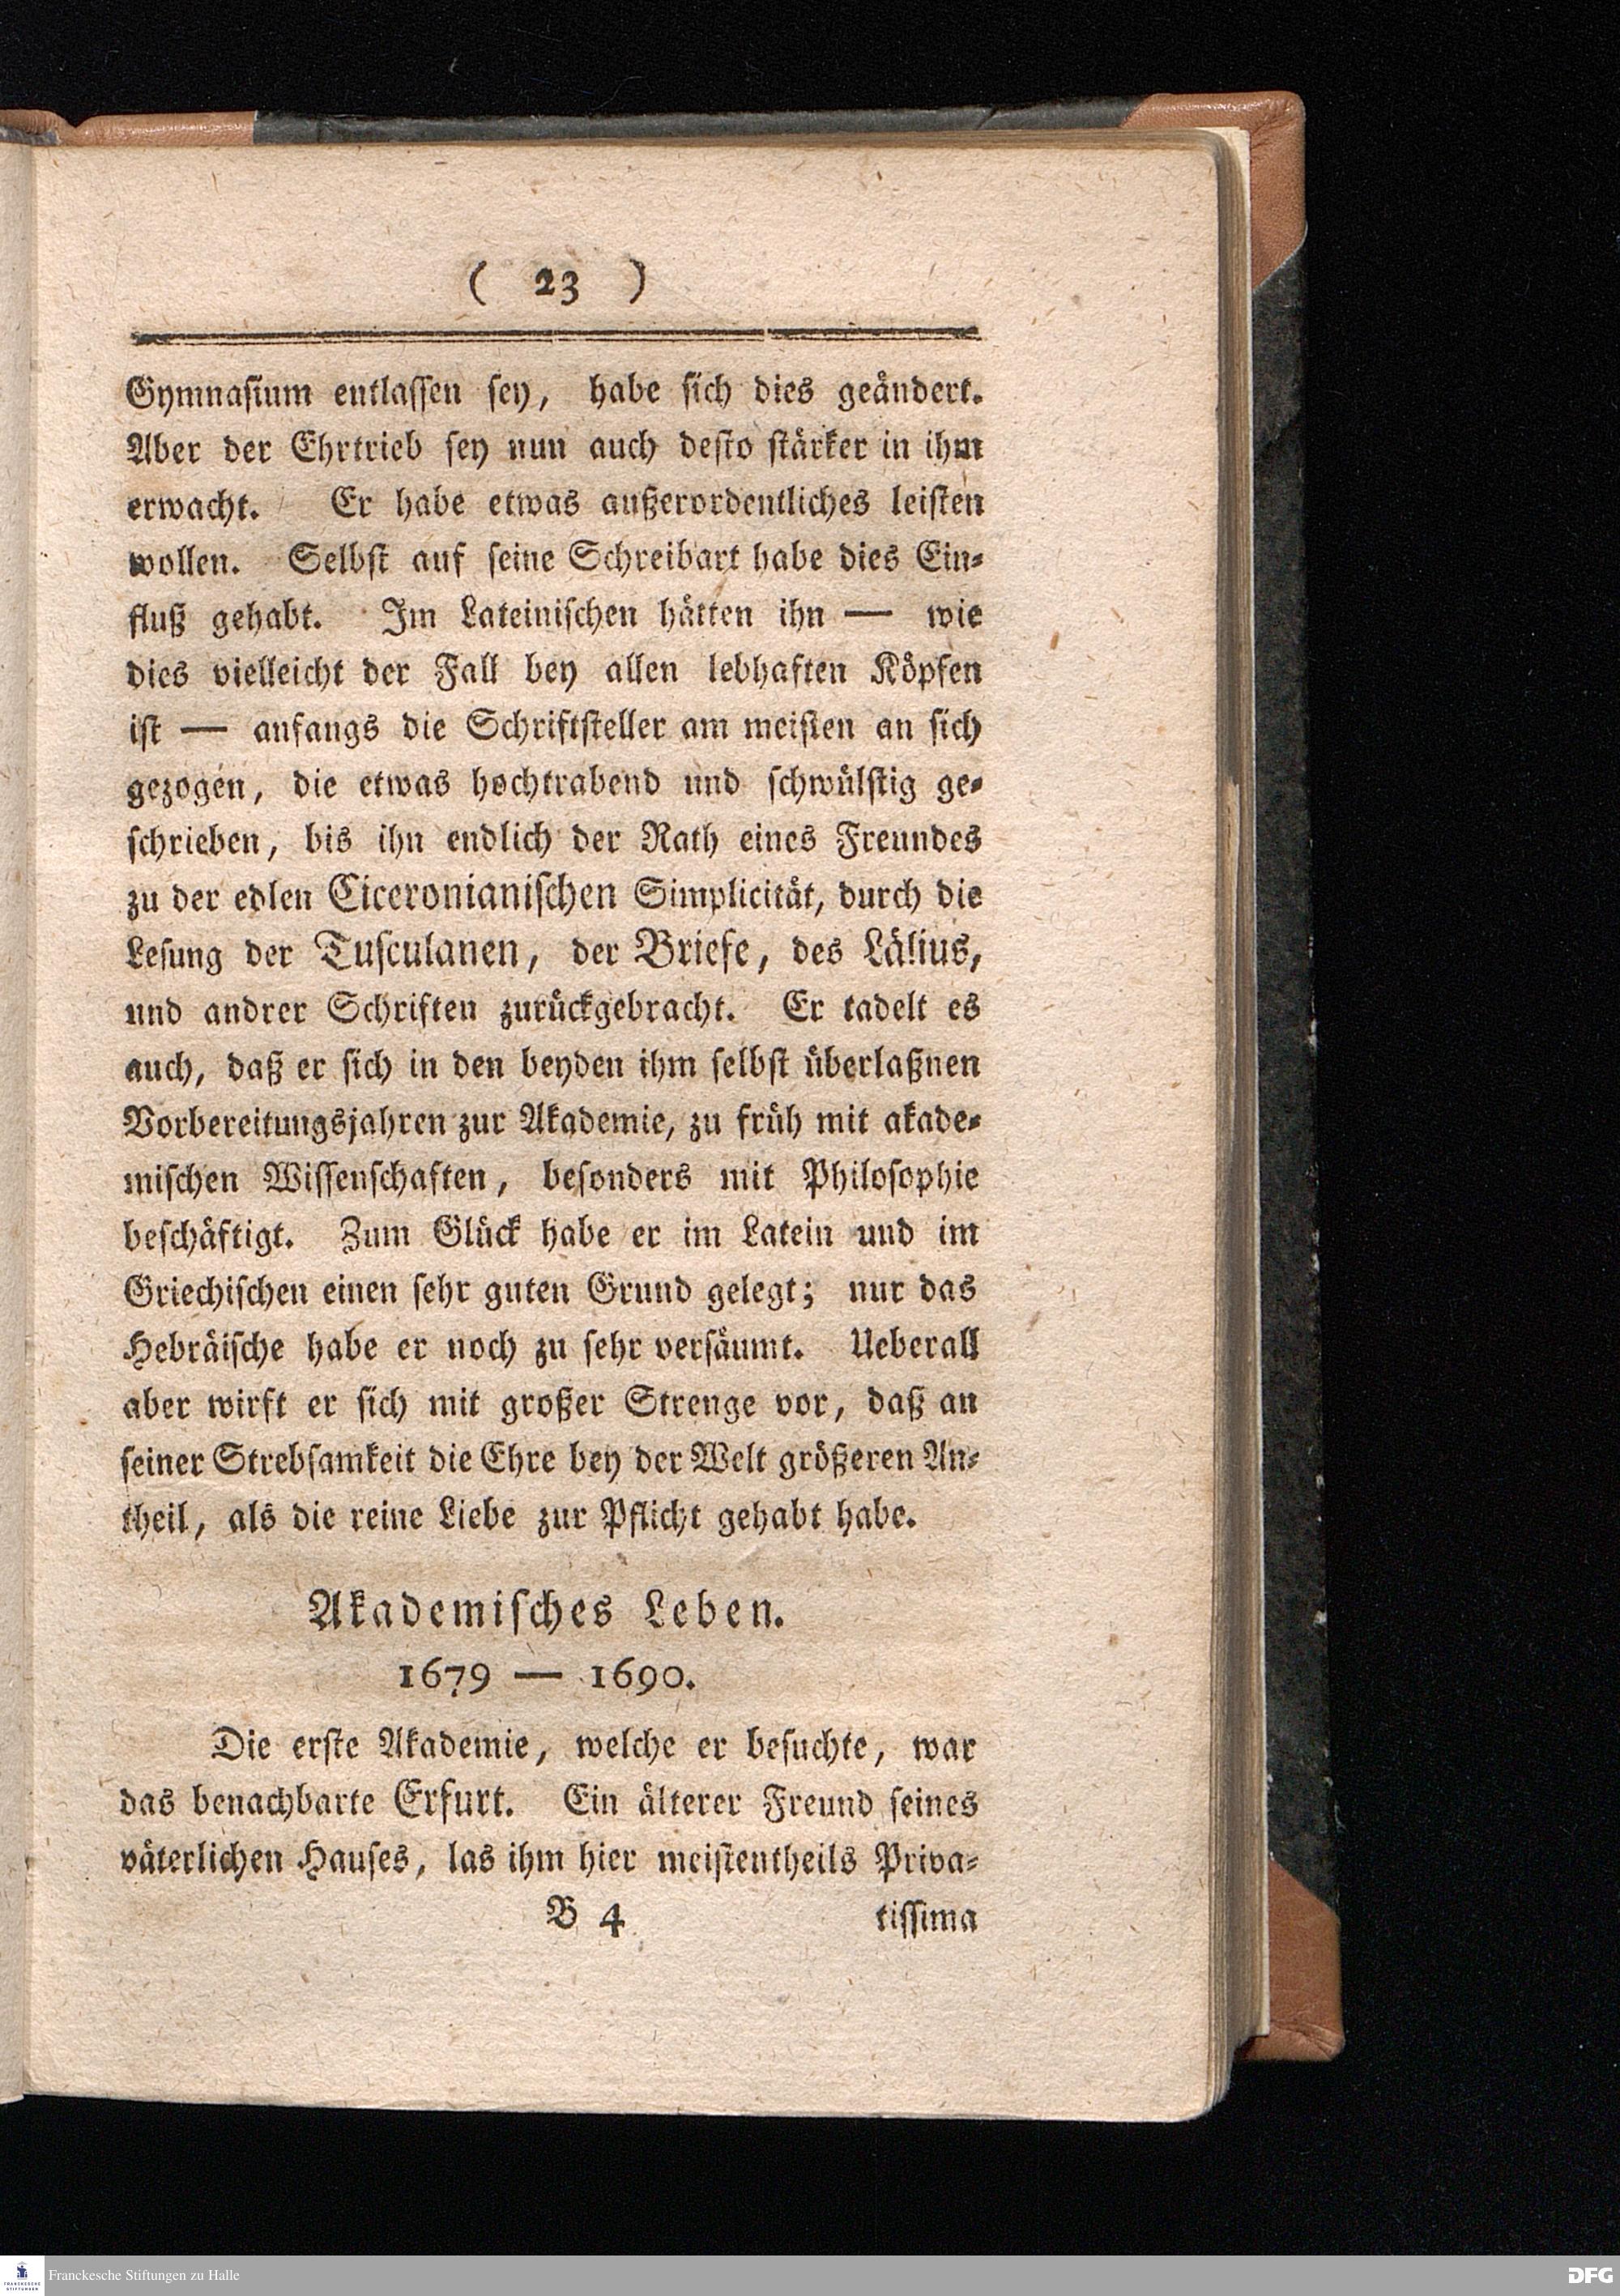 ( 23 )
Gymnasium entlassen sey, habe sich dies geändert.
Aber der Ehrtrieb sey nun auch desto stärker in ihm
erwacht. Er habe etwas außerordentliches leisten
wollen. Selbst auf seine Schreibart habe dies Ein-
fluß gehabt. Im Lateinischen hätten ihn — wie
dies vielleicht der Fall bey allen lebhaften Köpfen
ist — anfangs die Schriftsteller am meisten an sich
gezogen, die etwas hochtrabend und schwülstig ge-
schrieben, bis ihn endlich der Rath eines Freundes
zu der edlen Ciceronianischen Simplicität, durch die
Lesung der Tusculanen, der Briefe, des Lälius,
und andrer Schriften zurückgebracht. Er tadelt es
auch, daß er sich in den beyden ihm selbst überlaßnen
Vorbereitungsjahren zur Akademie, zu früh mit akade-
mischen Wissenschaften, besonders mit Philosophie
beschäftigt. Zum Glück habe er im Latein und im
Griechischen einen sehr guten Grund gelegt; nur das
Hebräische habe er noch zu sehr versäumt. Ueberall
aber wirft er sich mit großer Strenge vor, daß an
seiner Strebsamkeit die Ehre bey der Welt größeren An-
theil, als die reine Liebe zur Pflicht gehabt habe.
Akademisches Leben.
1679 — 1690.
Die erste Akademie, welche er besuchte, war
das benachbarte Erfurt. Ein älterer Freund seines
väterlichen Hauses, las ihm hier meistentheils Priva-
B 4 tissima
FRANCKESCHE STIFTUNGEN
Franckesche Stiftungen zu Halle
DFG